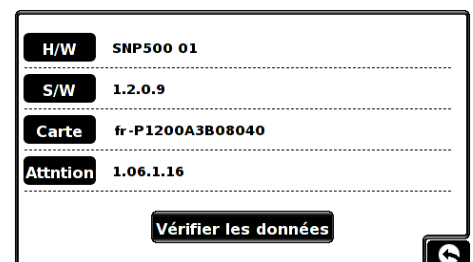 H/W SNP500 01
S/W 1.2.0.9
Carte fr-P1200A3B08040
Attntion 1.06.1.16
Vérifier les données